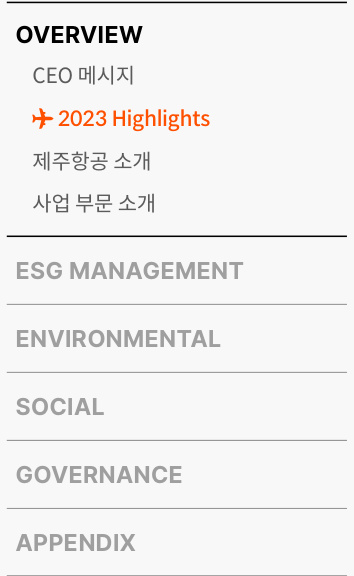 OVERVIEW
CEO 메시지
2023 Highlights
제주항공 소개
사업 부문 소개
ESG MANAGEMENT
ENVIRONMENTAL
SOCIAL
GOVERNANCE
APPENDIX